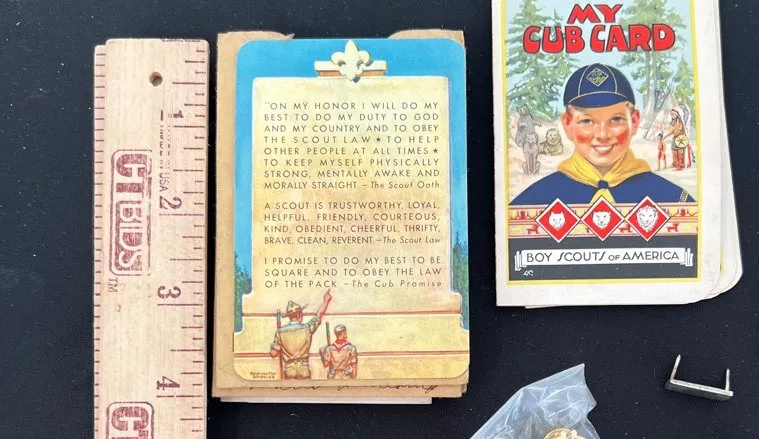 MY
CUB CARD
"ON MY HONOR I WILL DO MY
BEST: TO DO MY DUTY TO GOD
AND MY COUNTRY AND TO OBEY
THE SCOUT LAW ★ TO HELP
OTHER PEOPLE AT ALL TIMES ★
TO KEEP MYSELF PHYSICALLY
STRONG, MENTALLY AWAKE AND
MORALLY STRAIGHT – The Scout Oath
A SCOUT IS TRUSTWORTHY, LOYAL,
HELPFUL, FRIENDLY, COURTEOUS,
KIND, OBEDIENT, CHEERFUL, THRIFTY,
BRAVE, CLEAN, REVERENT. – The Scout Law
I PROMISE TO DO MY BEST TO BE
SQUARE AND TO OBEY THE LAW
OF THE PACK. – The Cub Promise
BOY SCOUTS OF AMERICA
1
2
3
4
CTBIDS
TM
CTB
USA